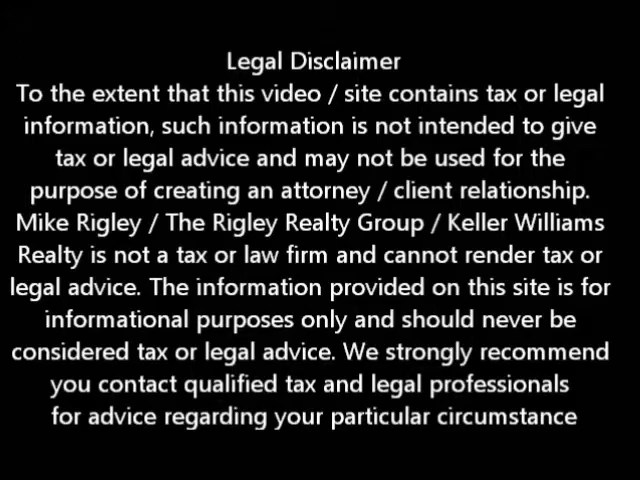 Legal Disclaimer
To the extent that this video / site contains tax or legal
information, such information is not intended to give
tax or legal advice and may not be used for the
purpose of creating an attorney / client relationship.
Mike Rigley / The Rigley Realty Group / Keller Williams
Realty is not a tax or law firm and cannot render tax or
legal advice. The information provided on this site is for
informational purposes only and should never be
considered tax or legal advice. We strongly recommend
you contact qualified tax and legal professionals
for advice regarding your particular circumstance